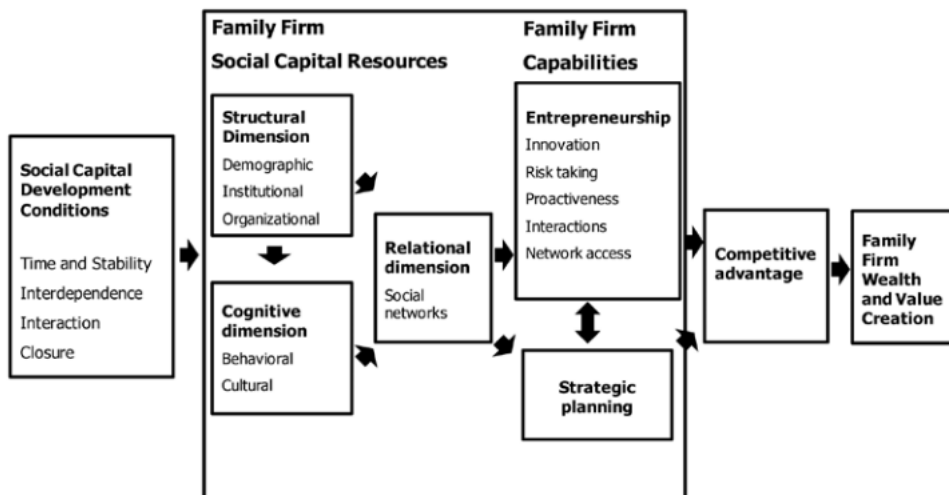 Family Firm
Social Capital Resources
Family Firm
Capabilities
Social Capital
Development
Conditions
Time and Stability
Interdependence
Interaction
Closure
Structural
Dimension
Demographic
Institutional
Organizational
Cognitive
dimension
Behavioral
Cultural
Relational
dimension
Social
networks
Entrepreneurship
Innovation
Risk taking
Proactiveness
Interactions
Network access
Strategic
planning
Competitive
advantage
Family
Firm
Wealth
and Value
Creation